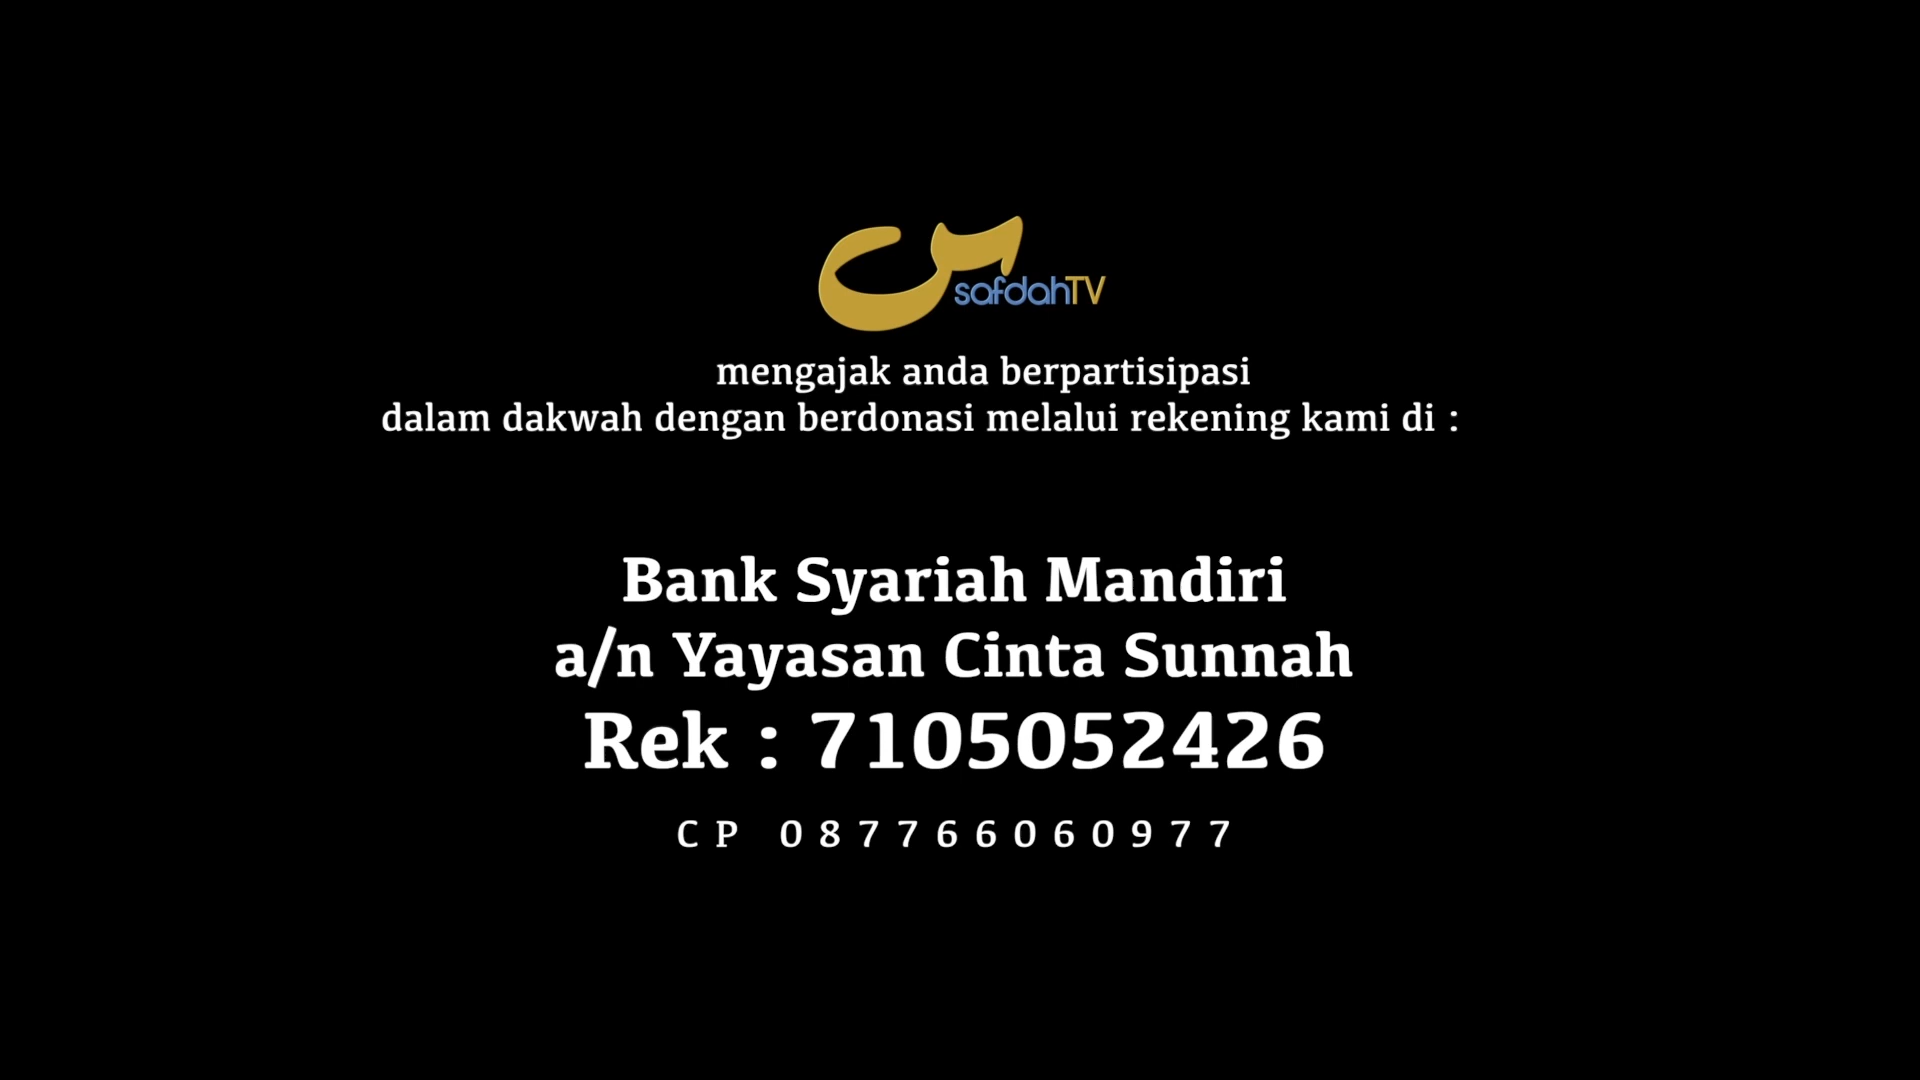 safdahTV
mengajak anda berpartisipasi
dalam dakwah dengan berdonasi melalui rekening kami di :
Bank Syariah Mandiri
a/n Yayasan Cinta Sunnah
Rek : 7105052426
CP 087766060977